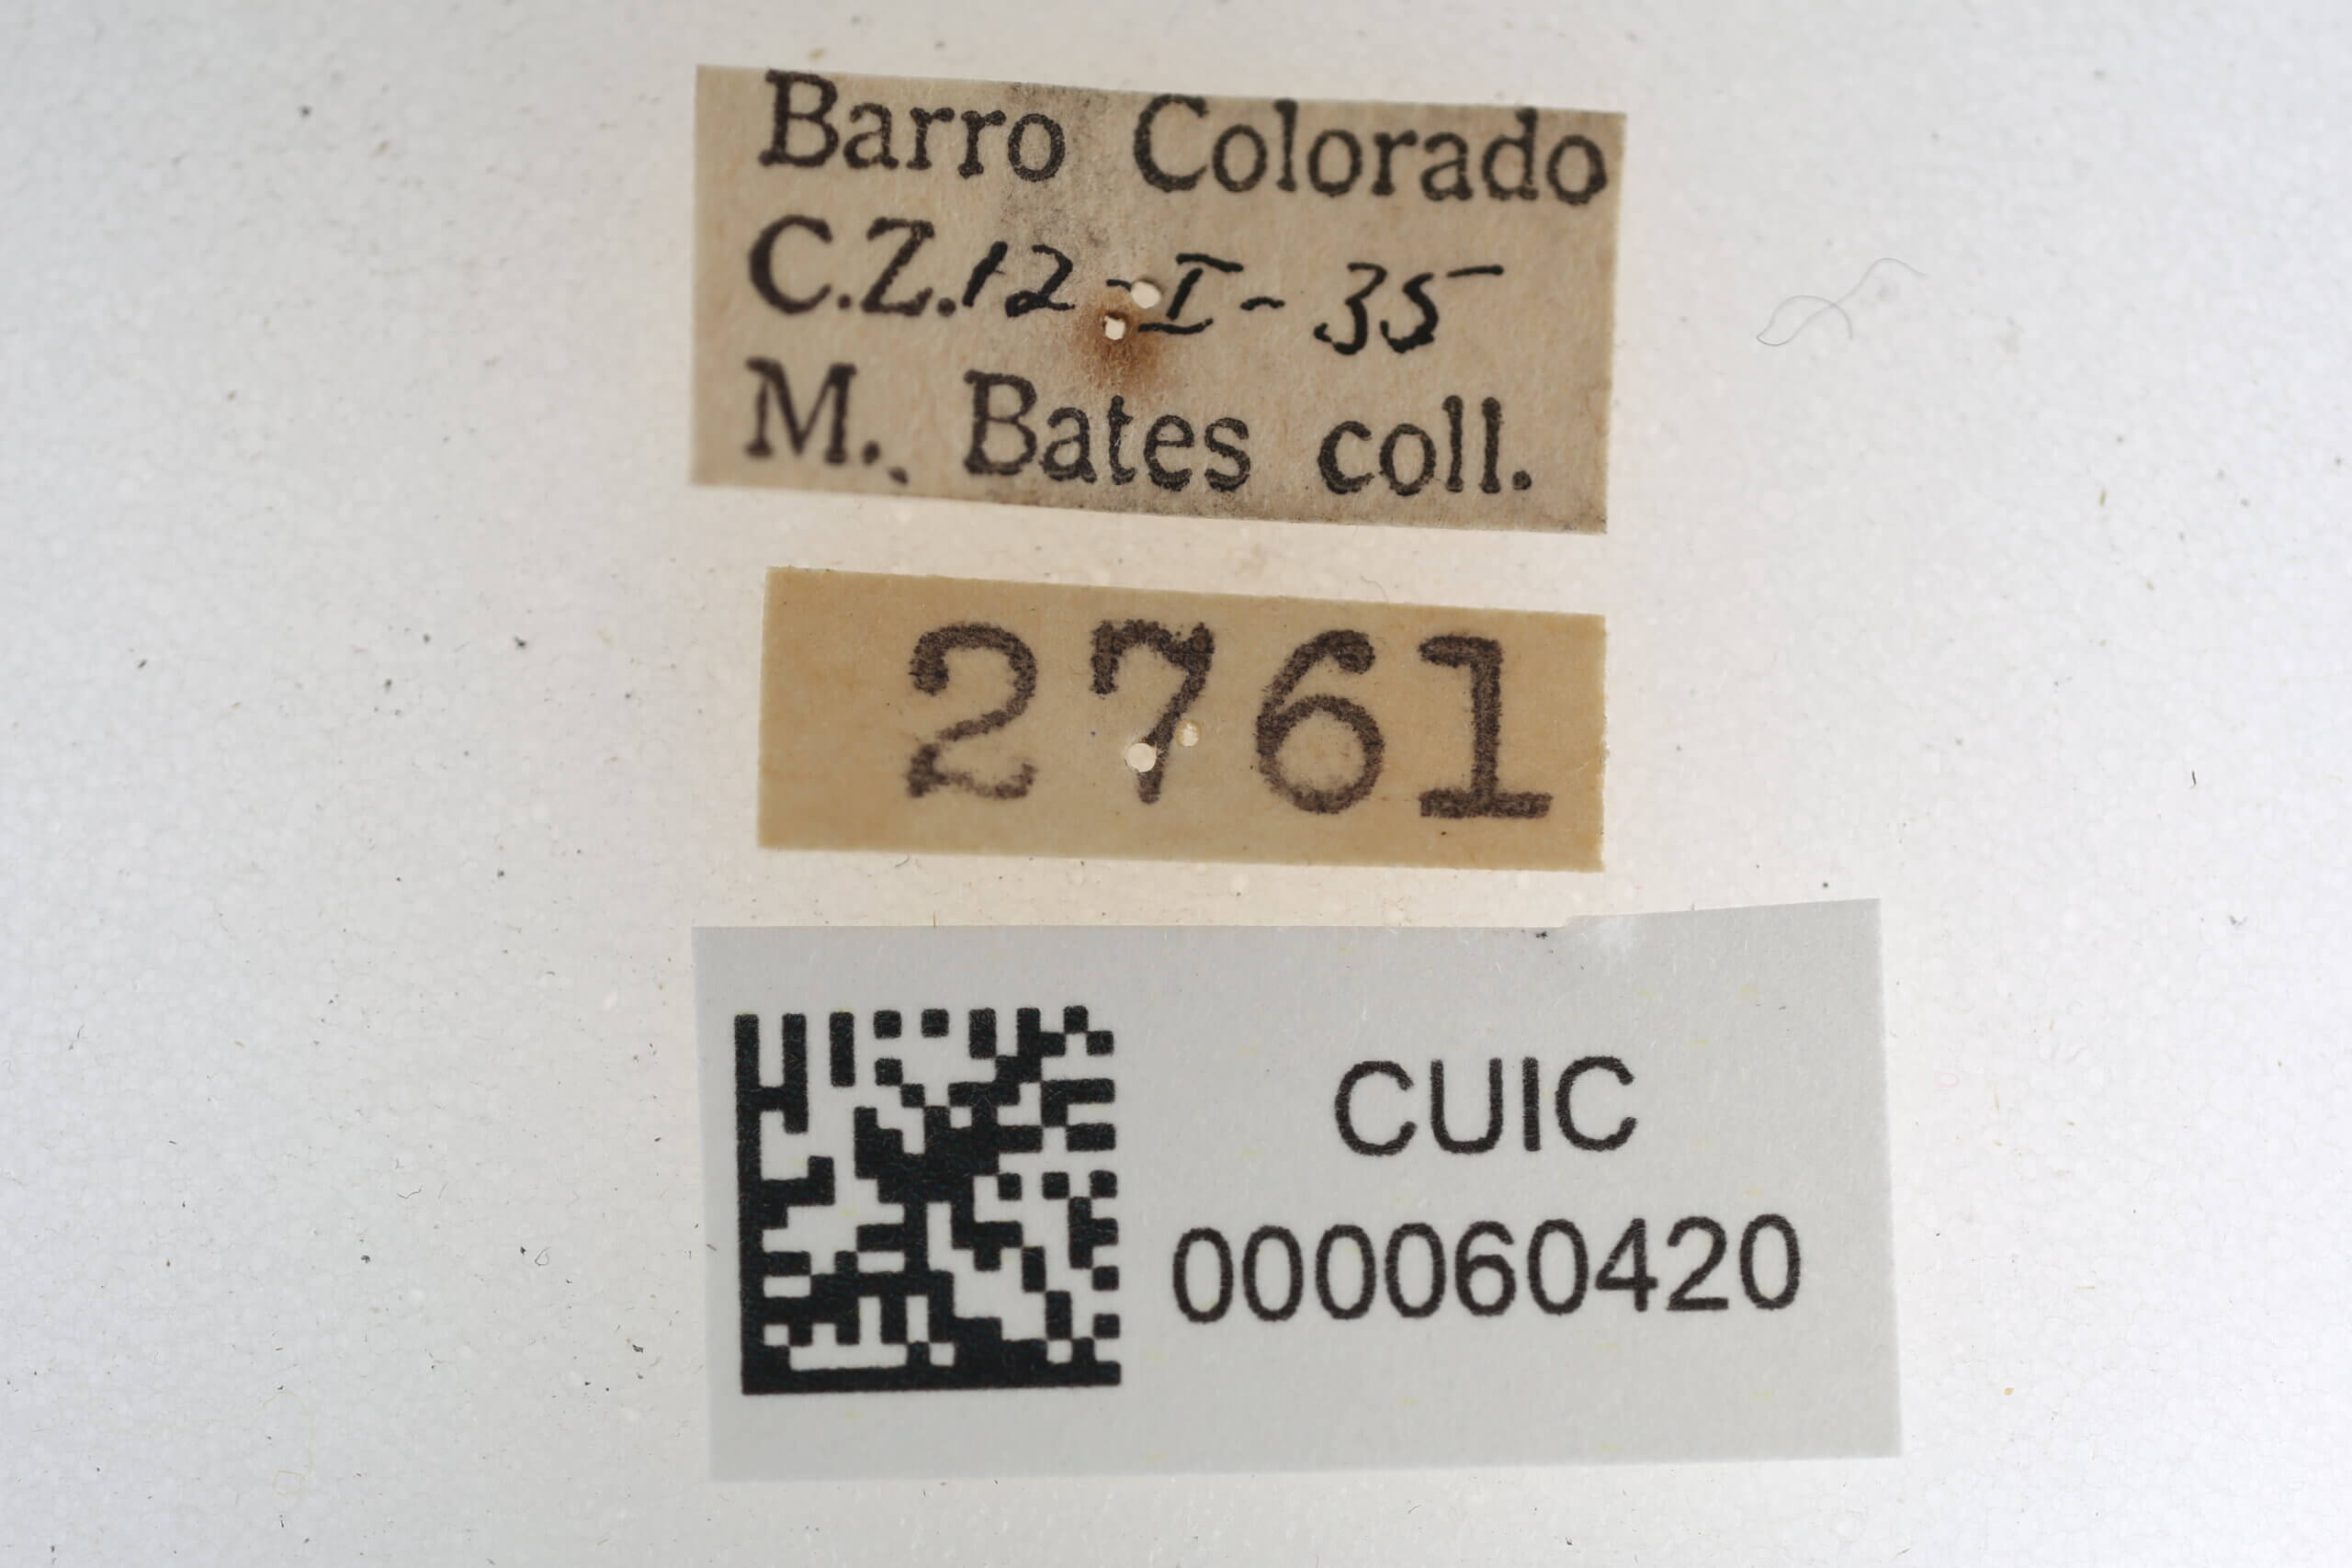 Barro Colorado
C.Z. 12-I-35
M. Bates coll.
2761
CUIC
000060420